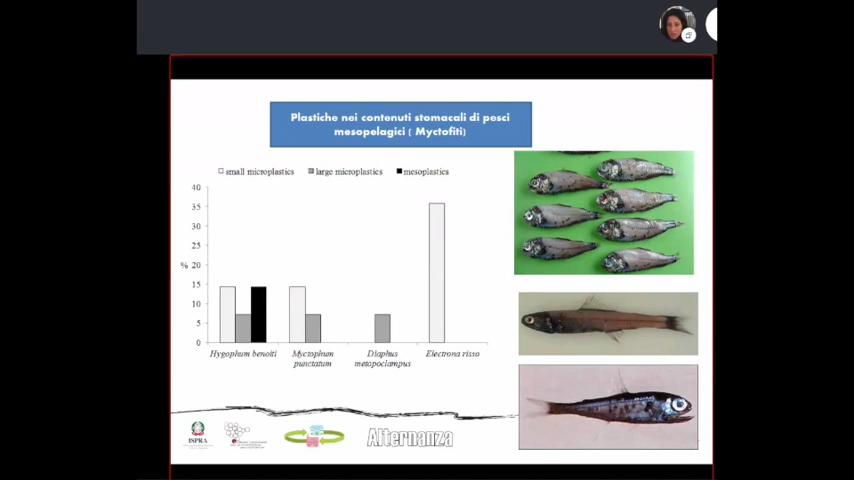 Plastiche nei contenuti stomacali di pesci
mesopelagici ( Myctofiti)
small microplastics
large microplastics
mesoplastics
40
35
30
25
20
15
10
5
0
%
Hygophum benoiti
Myctophum
punctatum
Diaphus
metopoclampus
Electrona risso
ISPRA
Alternanza